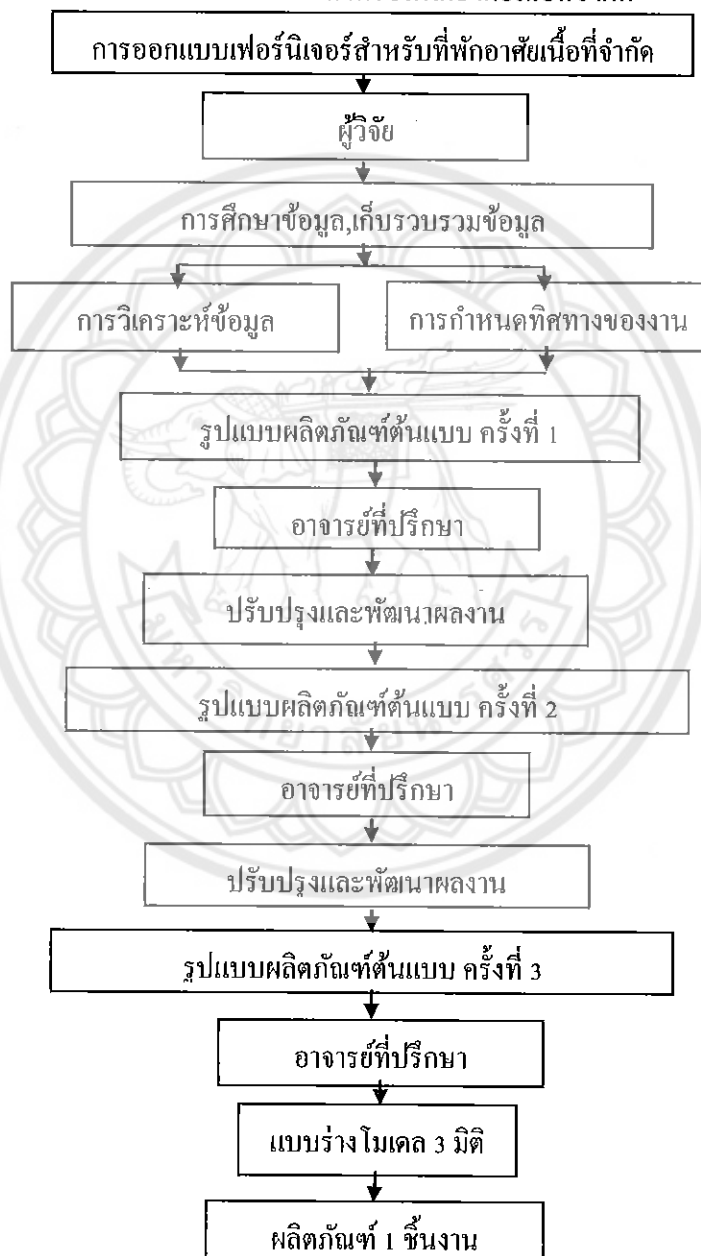 การออกแบบเฟอร์นิเจอร์สำหรับที่พักอาศัยเนื้อที่จำกัด
ผู้วิจัย
การศึกษาข้อมูล,เก็บรวบรวมข้อมูล
การวิเคราะห์ข้อมูล
การกำหนดทิศทางของงาน
รูปแบบผลิตภัณฑ์ต้นแบบ ครั้งที่ 1
อาจารย์ที่ปรึกษา
ปรับปรุงและพัฒนาผลงาน
รูปแบบผลิตภัณฑ์ต้นแบบ ครั้งที่ 2
อาจารย์ที่ปรึกษา
ปรับปรุงและพัฒนาผลงาน
รูปแบบผลิตภัณฑ์ต้นแบบ ครั้งที่ 3
อาจารย์ที่ปรึกษา
แบบร่างโมเดล 3 มิติ
ผลิตภัณฑ์ 1 ชิ้นงาน